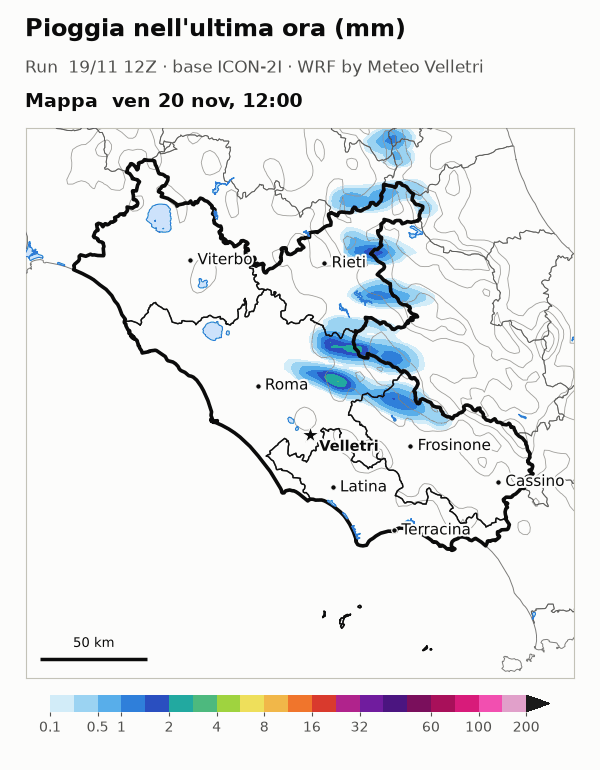 Pioggia nell'ultima ora (mm)
Run  19/11 12Z · base ICON-2I · WRF by Meteo Velletri
Mappa  ven 20 nov, 12:00
Viterbo
Rieti
Roma
Velletri
Frosinone
Latina
Cassino
Terracina
50 km
0.1 0.5 1 2 4 8 16 32 60 100 200